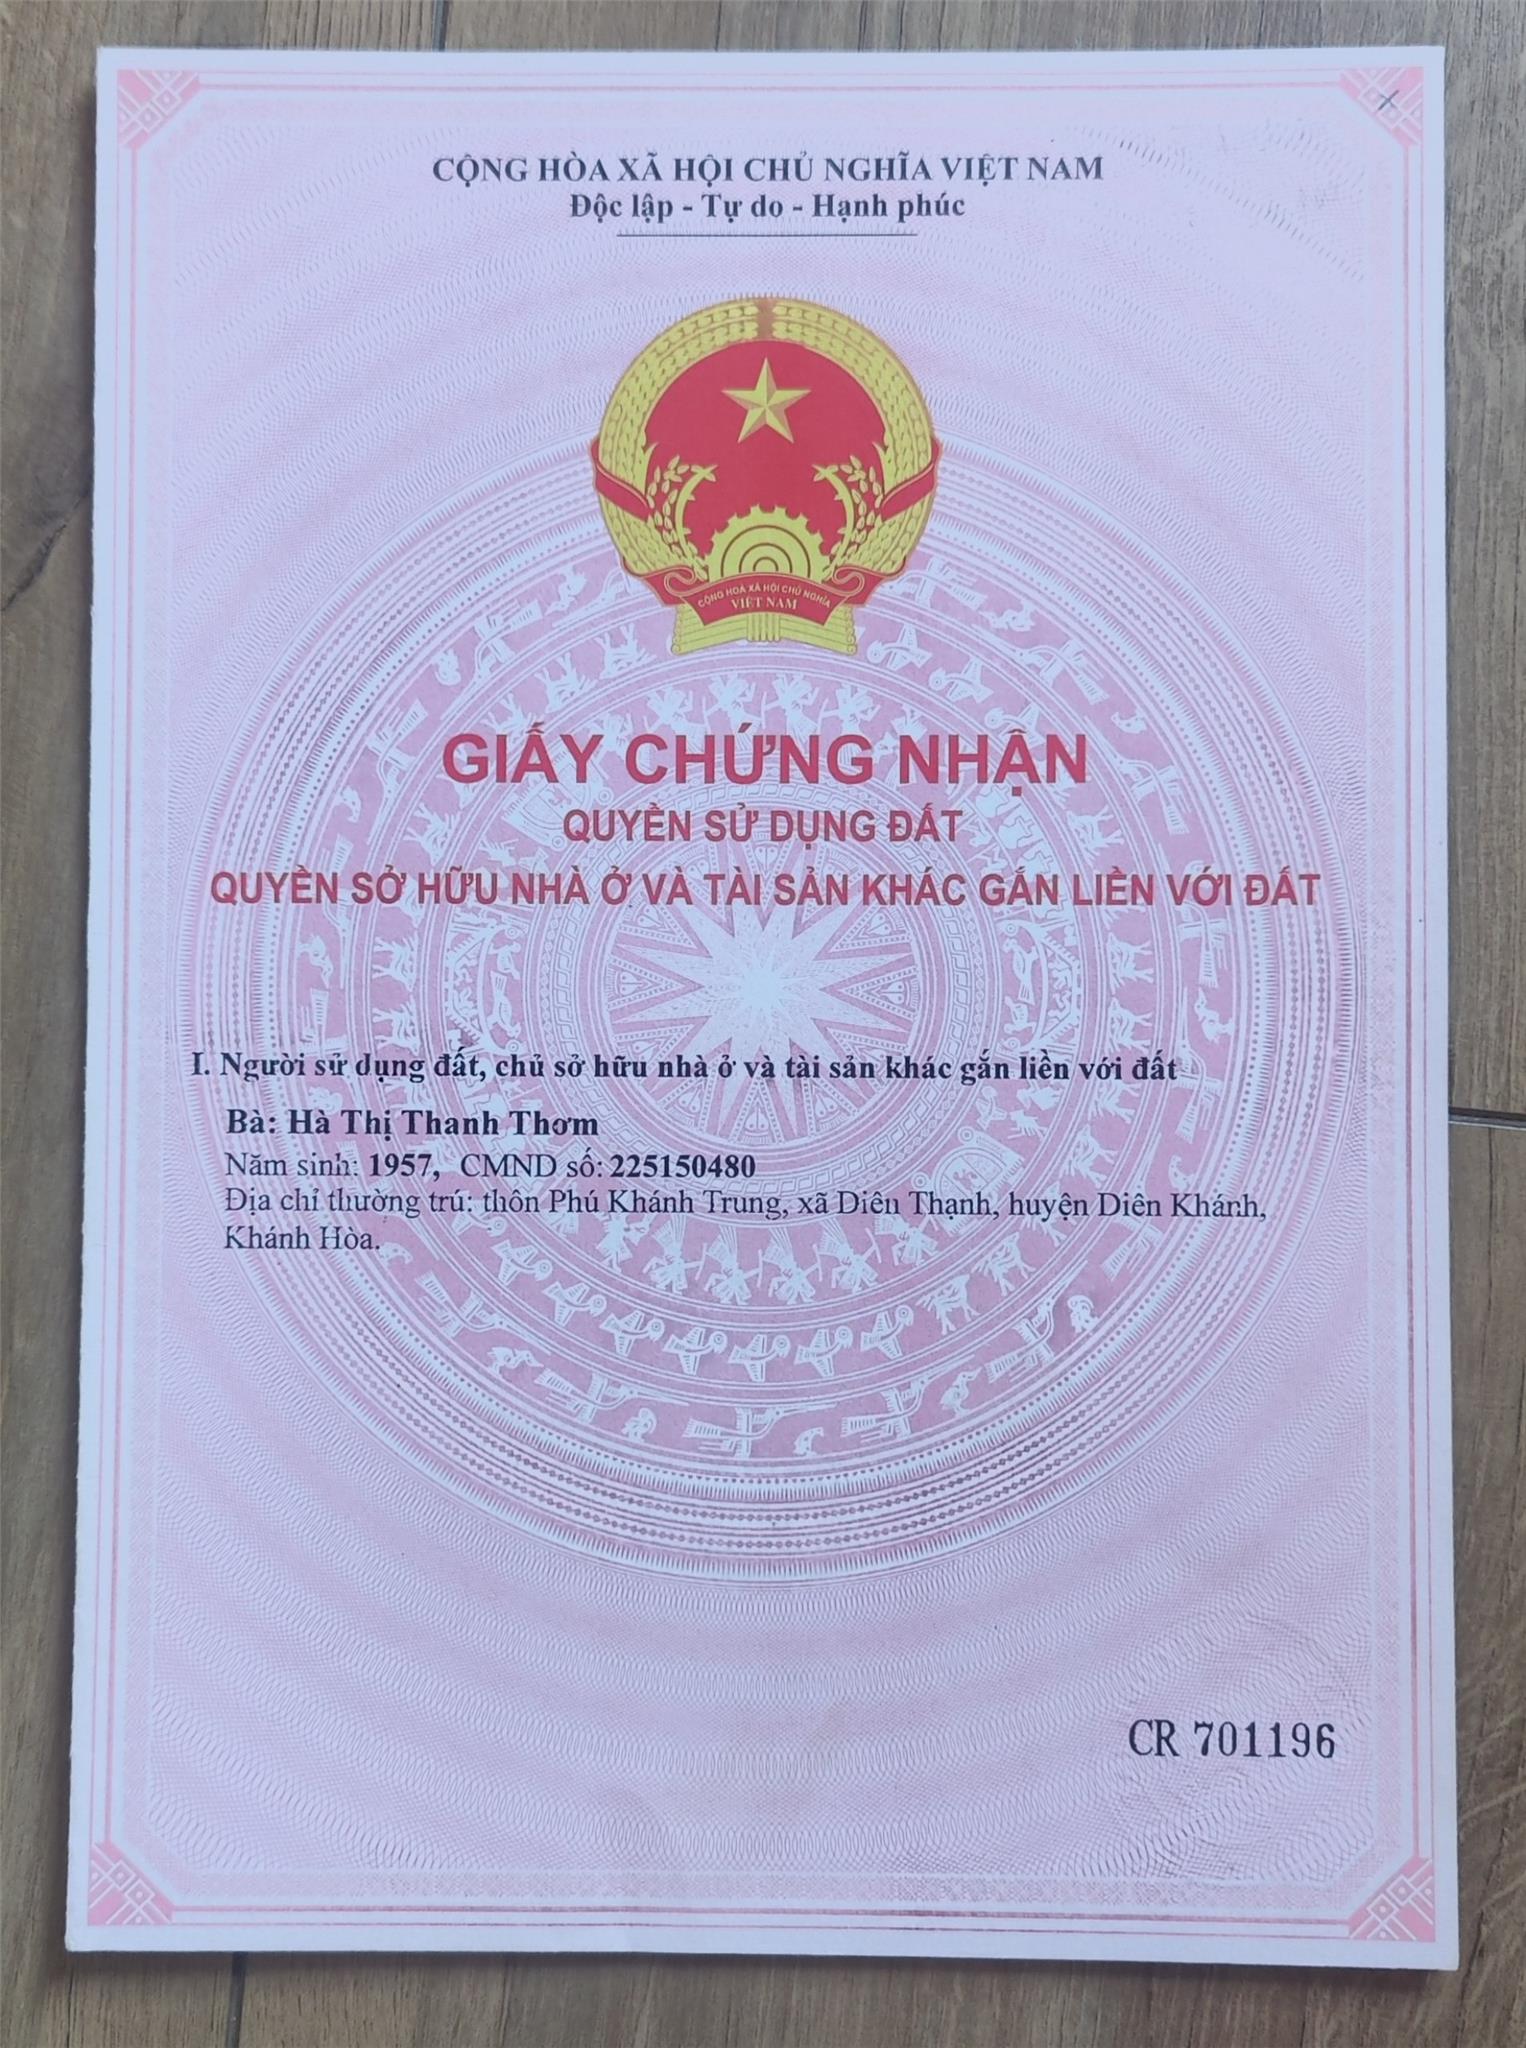 CỘNG HÒA XÃ HỘI CHỦ NGHĨA VIỆT NAM
Độc lập - Tự do - Hạnh phúc
CỘNG HOÀ XÃ HỘI CHỦ NGHĨA
VIỆT NAM
GIẤY CHỨNG NHẬN
QUYỀN SỬ DỤNG ĐẤT
QUYỀN SỞ HỮU NHÀ Ở VÀ TÀI SẢN KHÁC GẮN LIỀN VỚI ĐẤT
I. Người sử dụng đất, chủ sở hữu nhà ở và tài sản khác gắn liền với đất
Bà: Hà Thị Thanh Thơm
Năm sinh: 1957, CMND số: 225150480
Địa chỉ thường trú: thôn Phú Khánh Trung, xã Diên Thạnh, huyện Diên Khánh,
Khánh Hòa.
CR 701196